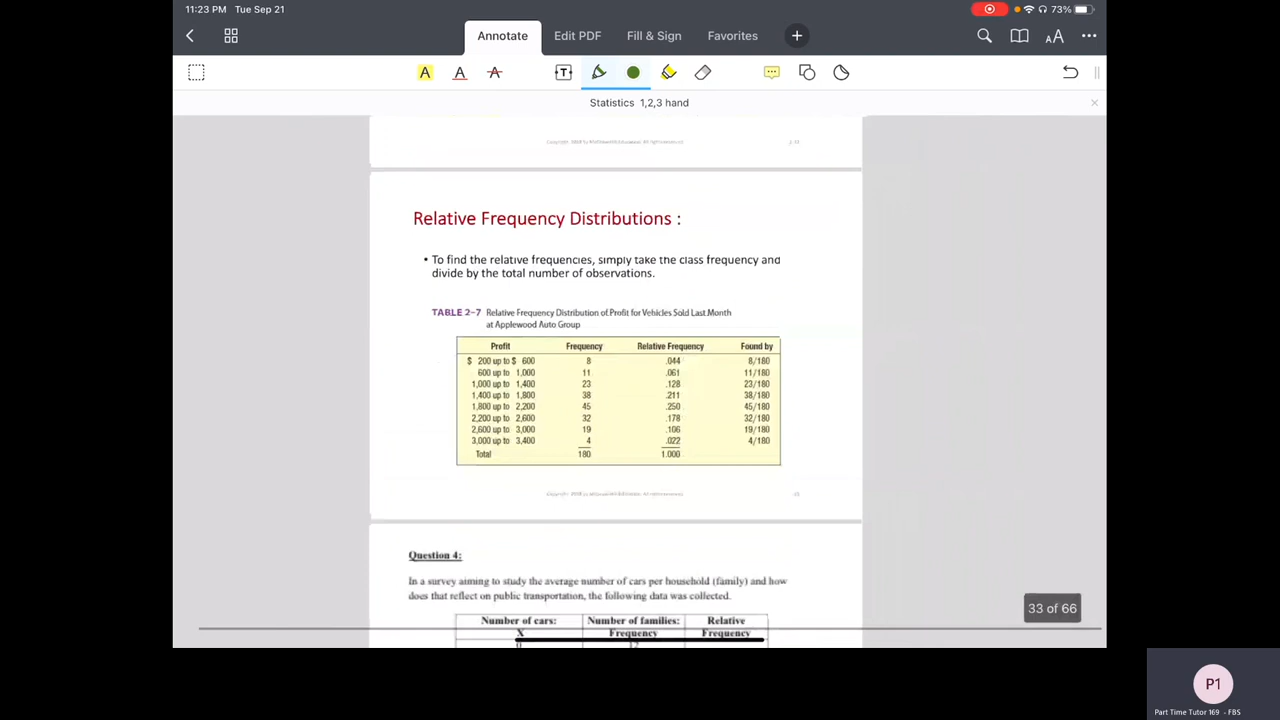 11:23 PM Tue Sep 21
73%
Annotate Edit PDF Fill & Sign Favorites +
AA
A A A T
Statistics 1,2,3 hand
Relative Frequency Distributions :
• To find the relative frequencies, simply take the class frequency and
divide by the total number of observations.
TABLE 2–7 Relative Frequency Distribution of Profit for Vehicles Sold Last Month
at Applewood Auto Group
Profit Frequency Relative Frequency Found by
$ 200 up to $ 600 8 .044 8/180
600 up to 1,000 11 .061 11/180
1,000 up to 1,400 23 .128 23/180
1,400 up to 1,800 38 .211 38/180
1,800 up to 2,200 45 .250 45/180
2,200 up to 2,600 32 .178 32/180
2,600 up to 3,000 19 .106 19/180
3,000 up to 3,400 4 .022 4/180
Total 180 1.000
Question 4:
In a survey aiming to study the average number of cars per household (family) and how
does that reflect on public transportation, the following data was collected.
Number of cars: Number of families: Relative
X Frequency Frequency
33 of 66
P1
Part Time Tutor 169 - FBS